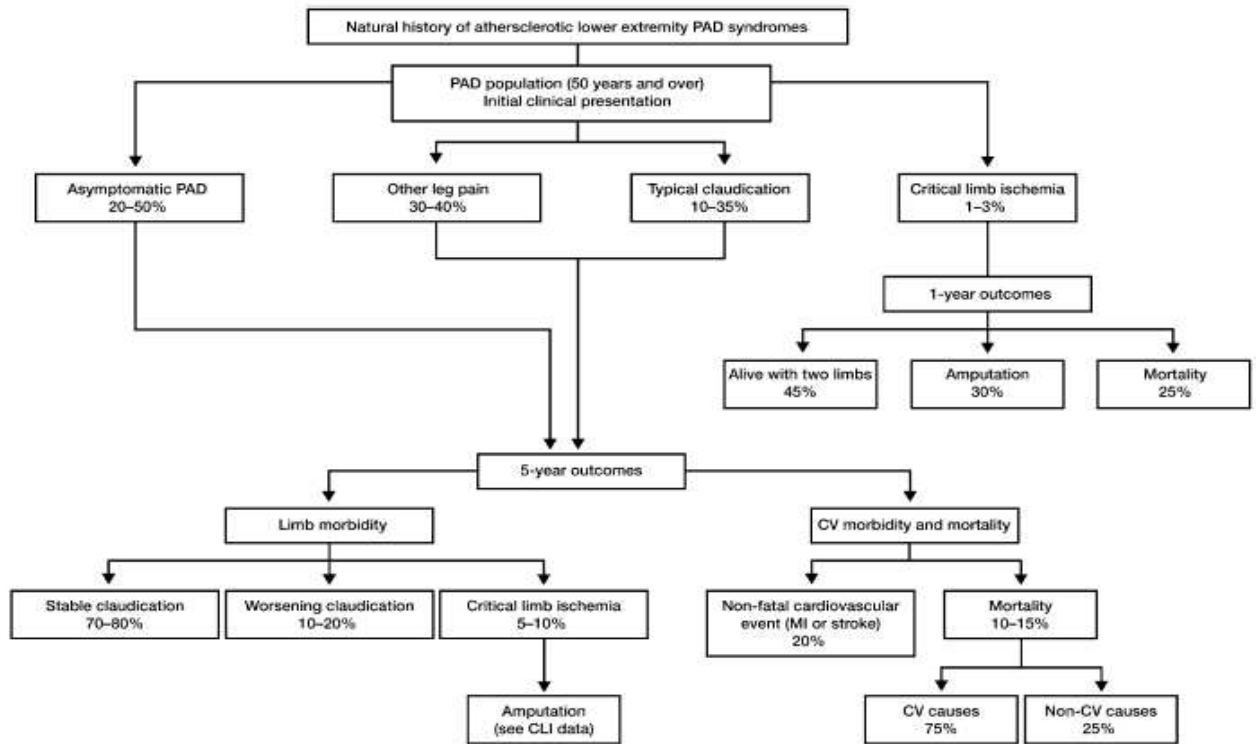 Natural history of athersclerotic lower extremity PAD syndromes
PAD population (50 years and over)
Initial clinical presentation
Asymptomatic PAD
20–50%
Other leg pain
30–40%
Typical claudication
10–35%
Critical limb ischemia
1–3%
1-year outcomes
Alive with two limbs
45%
Amputation
30%
Mortality
25%
5-year outcomes
Limb morbidity
CV morbidity and mortality
Stable claudication
70–80%
Worsening claudication
10–20%
Critical limb ischemia
5–10%
Non-fatal cardiovascular
event (MI or stroke)
20%
Mortality
10–15%
Amputation
(see CLI data)
CV causes
75%
Non-CV causes
25%